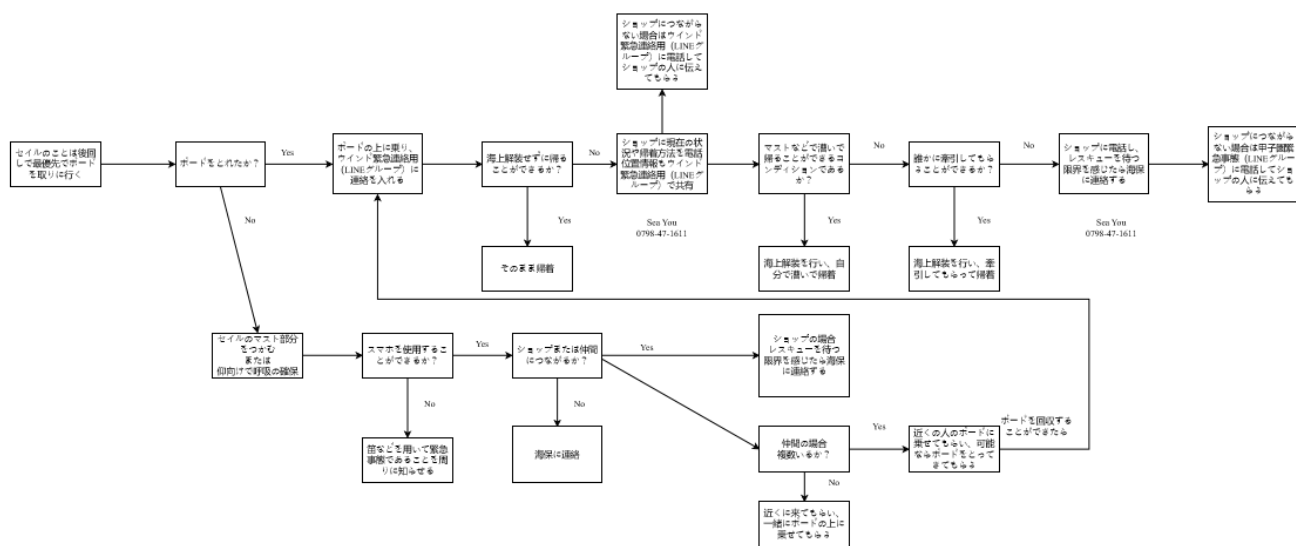 ショップにつながら
ない場合はウインド
緊急連絡用（LINEグ
ループ）に電話して
ショップの人に伝え
てもらう
セイルのことは後回
しで最優先でボード
を取りに行く
ボードをとれたか？
Yes
ボードの上に乗り、
ウインド緊急連絡用
（LINEグループ）に
連絡を入れる
海上解装せずに帰る
ことができるか？
No
ショップに現在の状
況や帰着方法を電話
位置情報もウインド
緊急連絡用（LINEグ
ループ）で共有
マストなどで漕いで
帰ることができるコ
ンディションである
か？
No
誰かに牽引してもら
うことができるか？
No
ショップに電話し、
レスキューを待つ
限界を感じたら海保
に連絡する
ショップにつながら
ない場合は甲子園緊
急事態（LINEグルー
プ）に電話してショッ
プの人に伝えてもら
う
No
Yes
Sea You
0798-47-1611
Yes
Yes
Sea You
0798-47-1611
そのまま帰着
海上解装を行い、自
分で漕いで帰着
海上解装を行い、牽
引してもらって帰着
セイルのマスト部分
をつかむ
または
仰向けで呼吸の確保
スマホを使用するこ
とができるか？
Yes
ショップまたは仲間
につながるか？
Yes
ショップの場合
レスキューを待つ
限界を感じたら海保
に連絡する
No
No
笛などを用いて緊急
事態であることを周
りに知らせる
海保に連絡
仲間の場合
複数いるか？
Yes
近くの人のボードに
乗せてもらい、可能
ならボードをとって
きてもらう
ボードを回収する
ことができたら
No
近くに来てもらい、
一緒にボードの上に
乗せてもらう